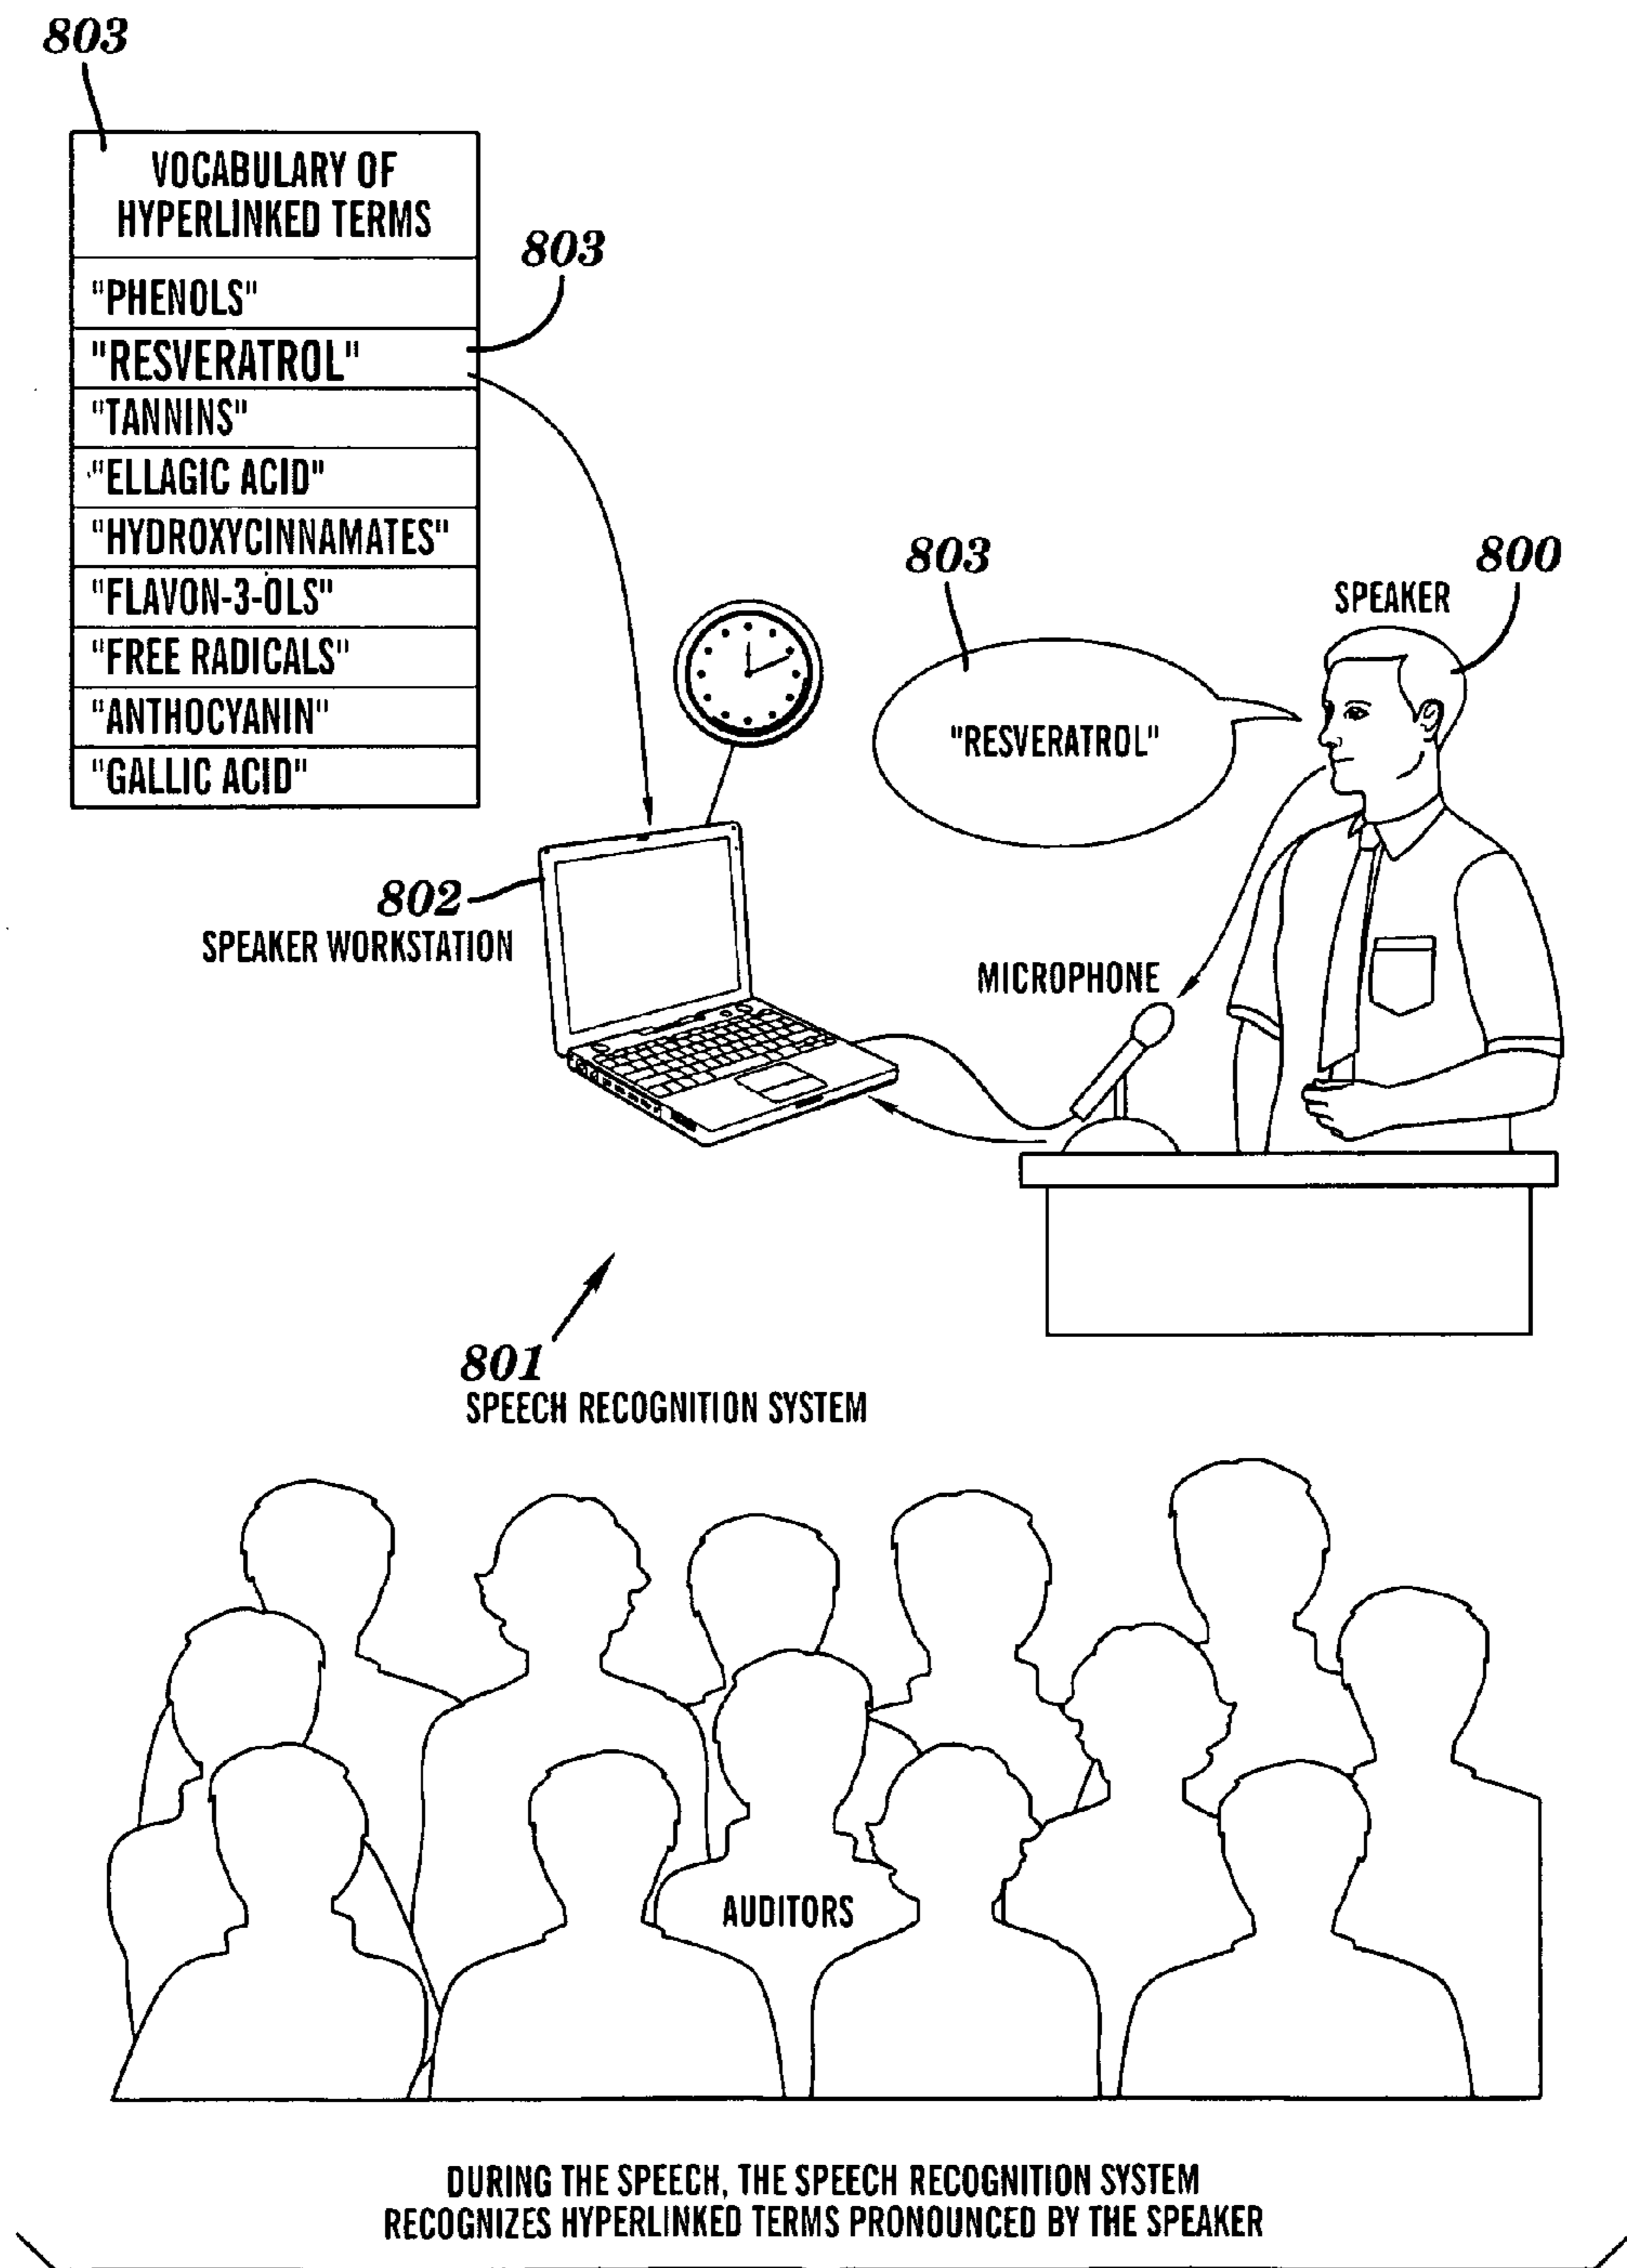 803
VOCABULARY OF
HYPERLINKED TERMS
803
"PHENOLS"
"RESVERATROL"
"TANNINS"
"ELLAGIC ACID"
"HYDROXYCINNAMATES"
"FLAVON-3-OLS"
"FREE RADICALS"
"ANTHOCYANIN"
"GALLIC ACID"
803
800
SPEAKER
"RESVERATROL"
802
SPEAKER WORKSTATION
MICROPHONE
801
SPEECH RECOGNITION SYSTEM
AUDITORS
DURING THE SPEECH, THE SPEECH RECOGNITION SYSTEM
RECOGNIZES HYPERLINKED TERMS PRONOUNCED BY THE SPEAKER